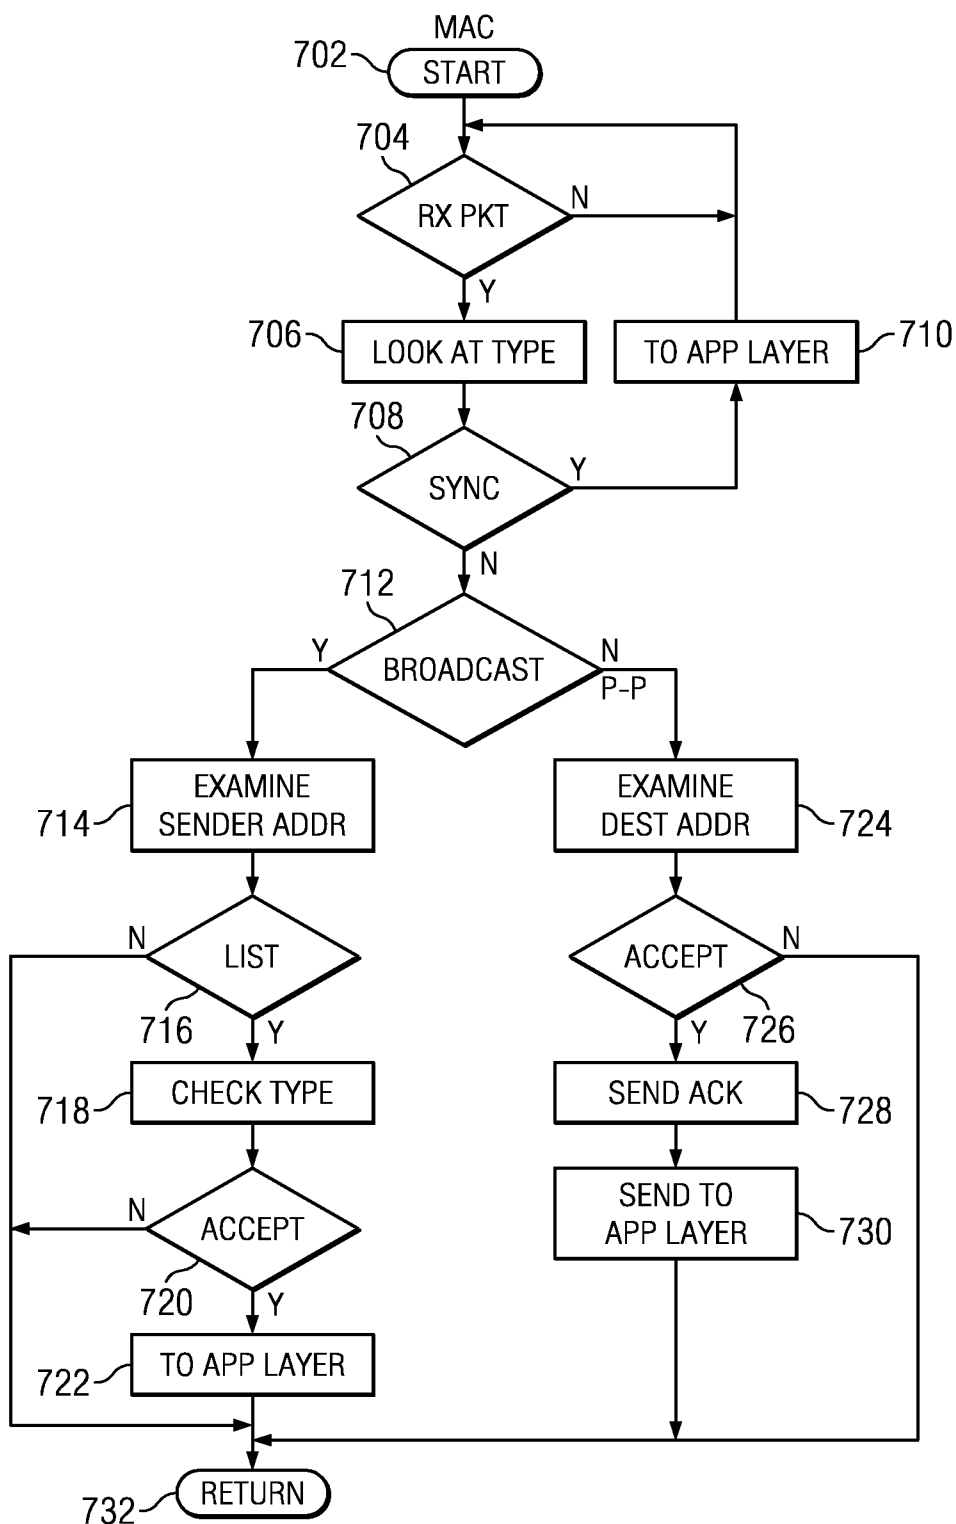 MAC
702
START
704
RX PKT
N
Y
706
LOOK AT TYPE
TO APP LAYER
710
708
SYNC
Y
N
712
Y
BROADCAST
N
P-P
714
EXAMINE
SENDER ADDR
EXAMINE
DEST ADDR
724
N
LIST
716
Y
ACCEPT
N
726
Y
718
CHECK TYPE
SEND ACK
728
N
ACCEPT
720
Y
SEND TO
APP LAYER
730
722
TO APP LAYER
732
RETURN